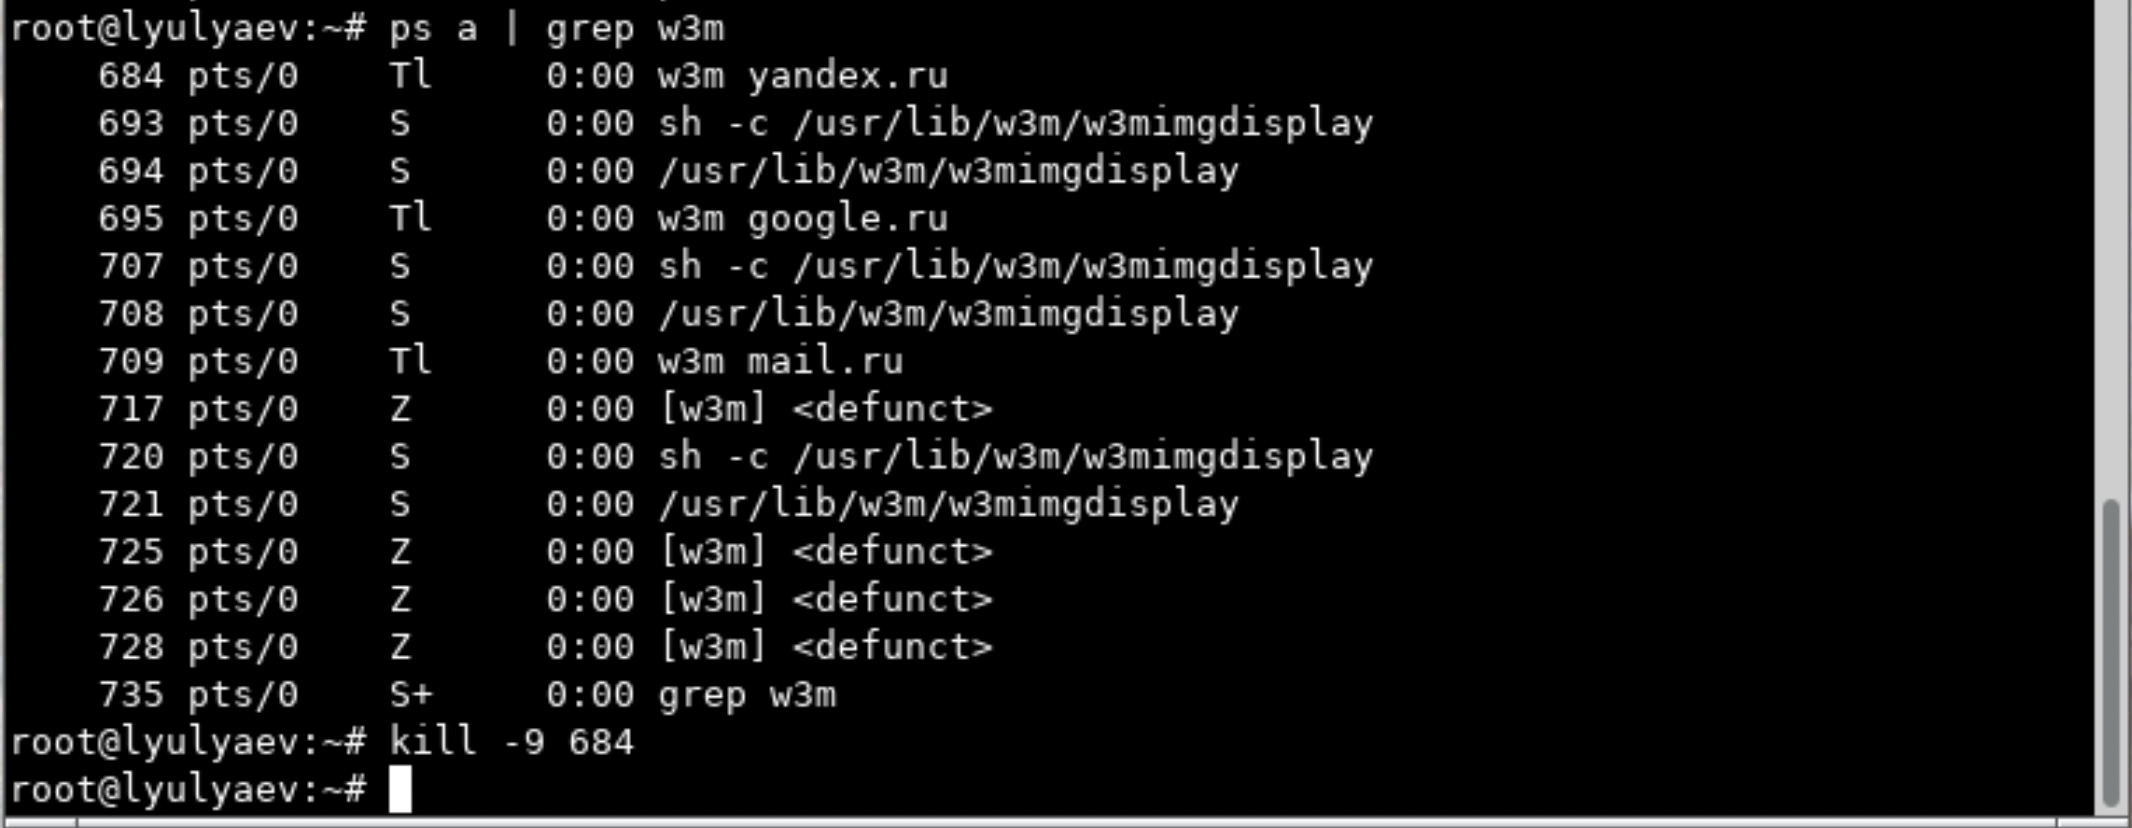 root@lyulyaev:~# ps a | grep w3m
684 pts/0 Tl 0:00 w3m yandex.ru
693 pts/0 S 0:00 sh -c /usr/lib/w3m/w3mimgdisplay
694 pts/0 S 0:00 /usr/lib/w3m/w3mimgdisplay
695 pts/0 Tl 0:00 w3m google.ru
707 pts/0 S 0:00 sh -c /usr/lib/w3m/w3mimgdisplay
708 pts/0 S 0:00 /usr/lib/w3m/w3mimgdisplay
709 pts/0 Tl 0:00 w3m mail.ru
717 pts/0 Z 0:00 [w3m] <defunct>
720 pts/0 S 0:00 sh -c /usr/lib/w3m/w3mimgdisplay
721 pts/0 S 0:00 /usr/lib/w3m/w3mimgdisplay
725 pts/0 Z 0:00 [w3m] <defunct>
726 pts/0 Z 0:00 [w3m] <defunct>
728 pts/0 Z 0:00 [w3m] <defunct>
735 pts/0 S+ 0:00 grep w3m
root@lyulyaev:~# kill -9 684
root@lyulyaev:~#